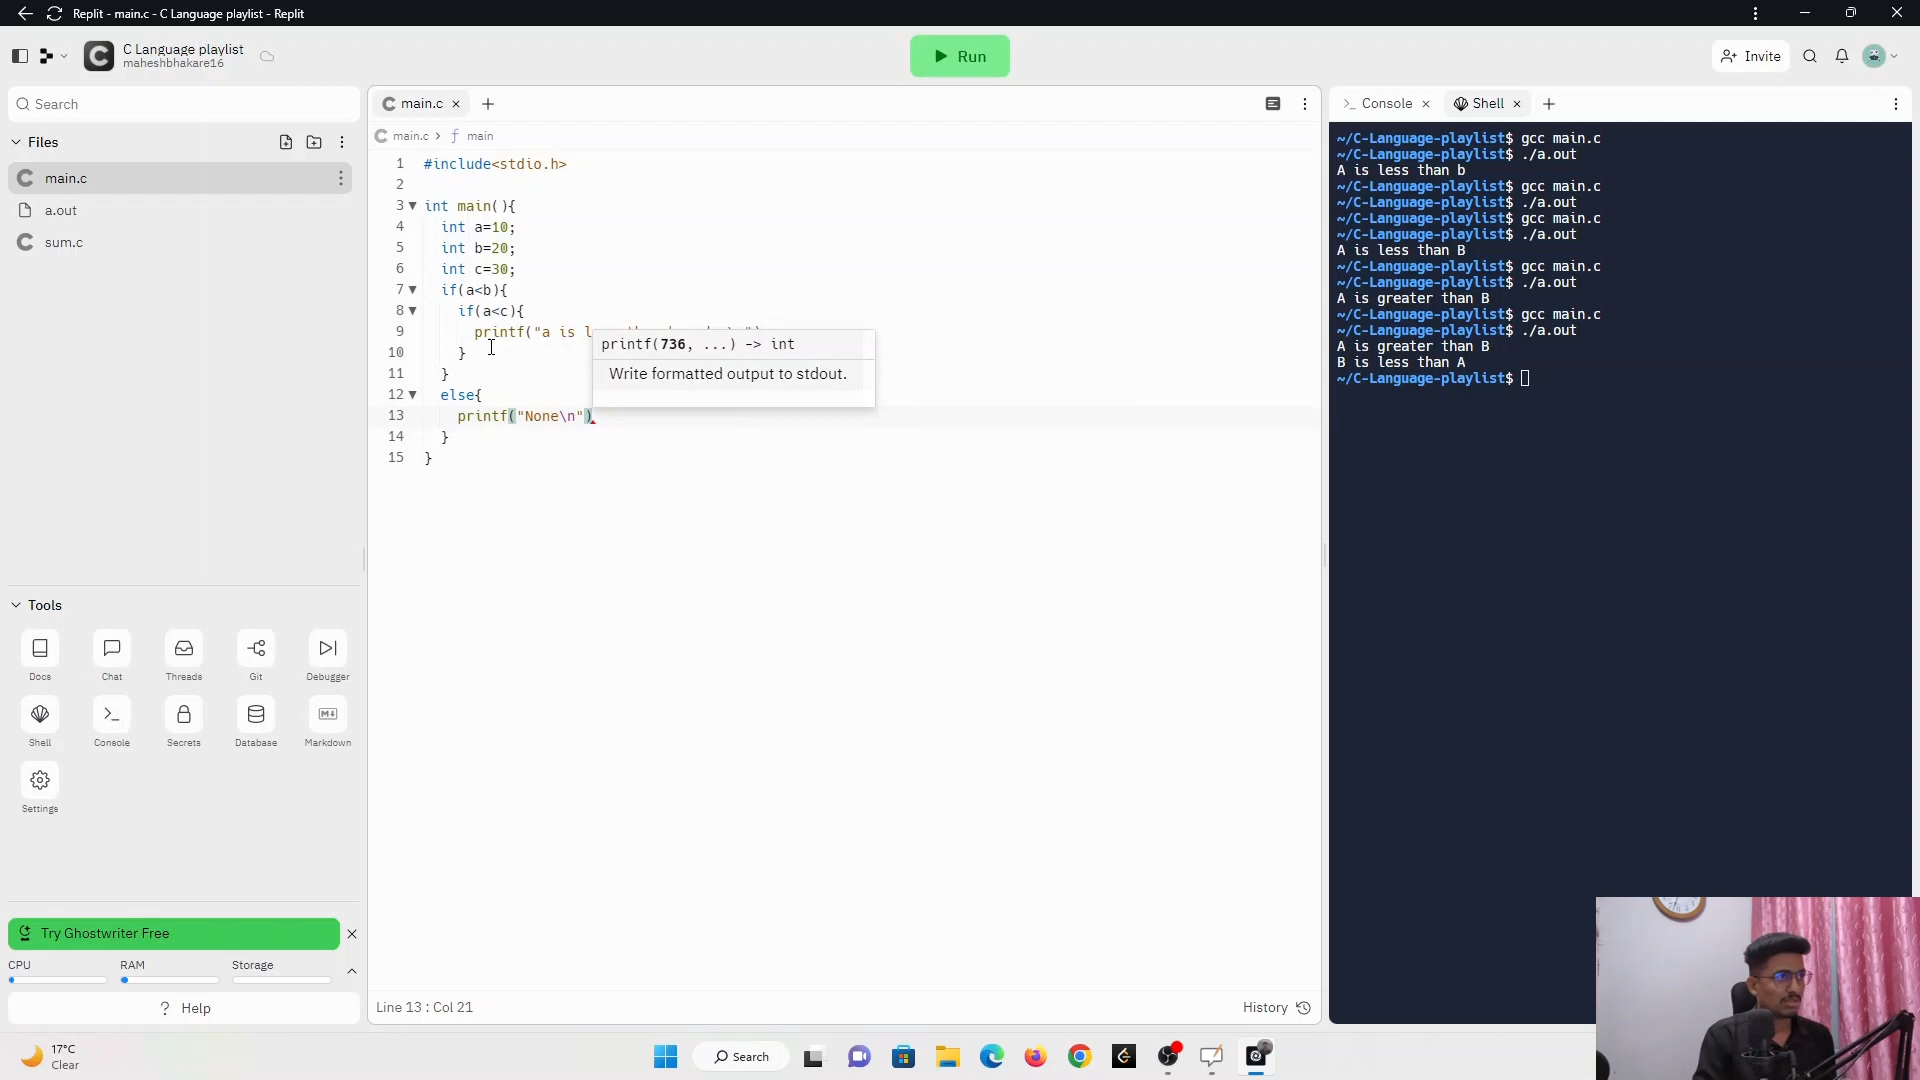 Replit - main.c - C Language playlist - Replit
C Language playlist
maheshbhakare16
Run
Invite
Search
Files
main.c
a.out
sum.c
Tools
Docs
Chat
Threads
Git
Debugger
Shell
Console
Secrets
Database
Markdown
Settings
Try Ghostwriter Free
CPU
RAM
Storage
? Help
main.c
main.c > f main
1 #include<stdio.h>
2
3 int main(){
4 int a=10;
5 int b=20;
6 int c=30;
7 if(a<b){
8 if(a<c){
9 printf("a is
10 }
11 }
12 else{
13 printf("None\n")
14 }
15 }
printf(736, ...) -> int
Write formatted output to stdout.
Line 13 : Col 21
History
Console
Shell
~/C-Language-playlist$ gcc main.c
~/C-Language-playlist$ ./a.out
A is less than b
~/C-Language-playlist$ gcc main.c
~/C-Language-playlist$ ./a.out
~/C-Language-playlist$ gcc main.c
~/C-Language-playlist$ ./a.out
A is less than B
~/C-Language-playlist$ gcc main.c
~/C-Language-playlist$ ./a.out
A is greater than B
~/C-Language-playlist$ gcc main.c
~/C-Language-playlist$ ./a.out
A is greater than B
B is less than A
~/C-Language-playlist$
17°C
Clear
Search